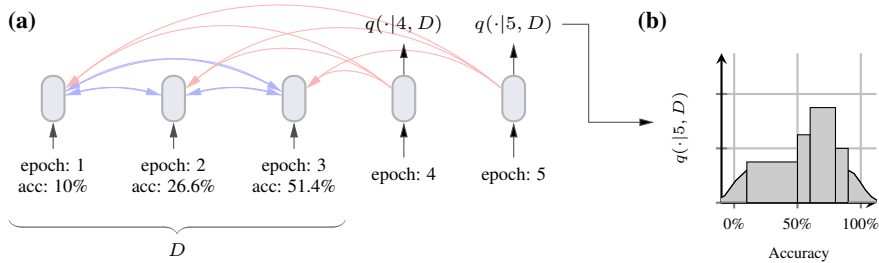 (a)
q(·|4, D) q(·|5, D)
epoch: 1
acc: 10%
epoch: 2
acc: 26.6%
epoch: 3
acc: 51.4%
epoch: 4
epoch: 5
D
(b)
q(·|5, D)
0% 50% 100%
Accuracy